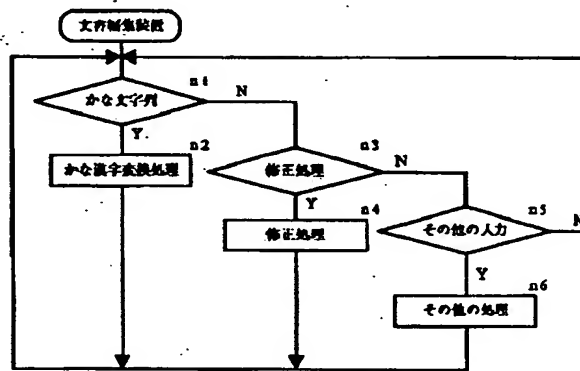 文書編集装置
n1
かな文字列
N
Y
n2
n3
かな漢字変換処理
修正処理
N
Y
n4
n5
修正処理
その他の入力
N
Y
n6
その他の処理